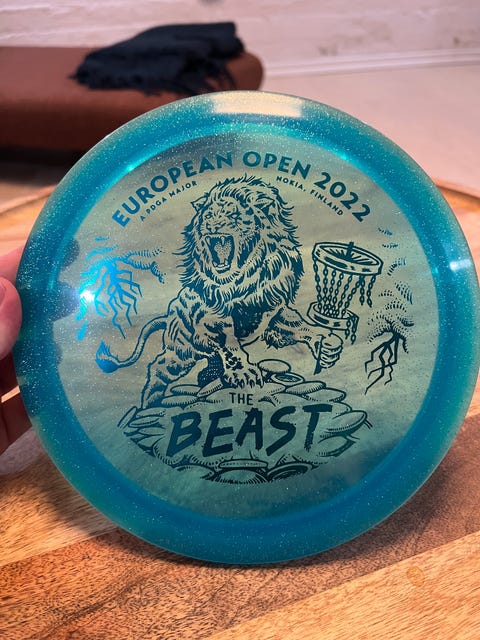 EUROPEAN OPEN 2022
A PDGA MAJOR
NOKIA, FINLAND
THE
BEAST